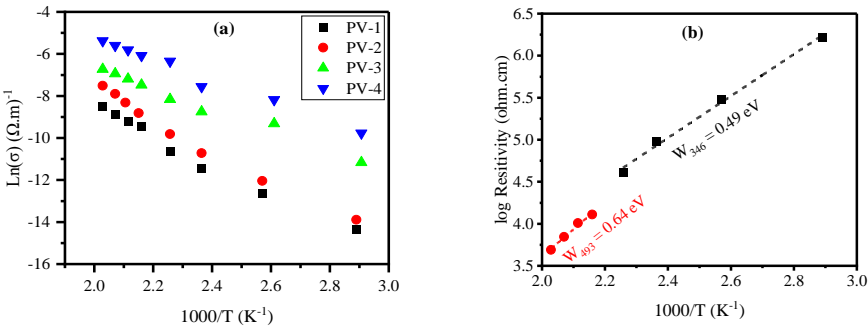 (a)
PV-1
PV-2
PV-3
PV-4
Ln(σ) (Ω.m)⁻¹
-4
-6
-8
-10
-12
-14
-16
2.0 2.2 2.4 2.6 2.8 3.0
1000/T (K⁻¹)
(b)
log Resitivity (ohm.cm)
6.5
6.0
5.5
5.0
4.5
4.0
3.5
W₃₄₆ = 0.49 eV
W₄₉₃ = 0.64 eV
2.0 2.2 2.4 2.6 2.8 3.0
1000/T (K⁻¹)